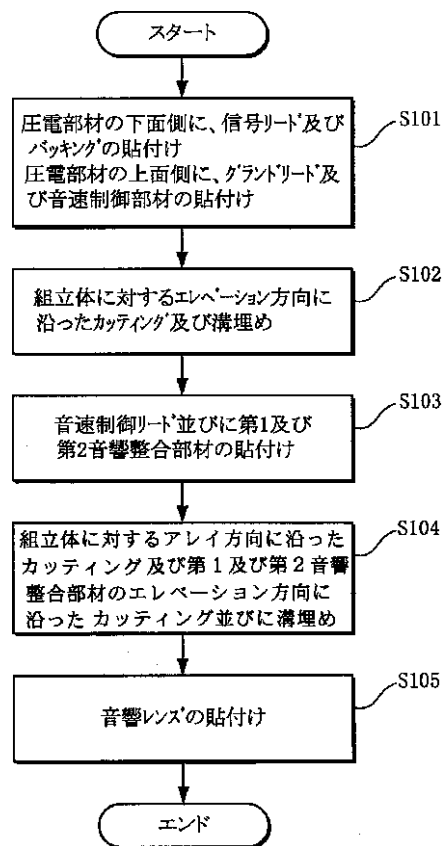 スタート
圧電部材の下面側に、信号リード及び
バッキングの貼付け
圧電部材の上面側に、グランドリード及
び音速制御部材の貼付け
S101
組立体に対するエレベーション方向に
沿ったカッティング及び溝埋め
S102
音速制御リード並びに第1及び
第2音響整合部材の貼付け
S103
組立体に対するアレイ方向に沿った
カッティング及び第1及び第2音響
整合部材のエレベーション方向に
沿ったカッティング並びに溝埋め
S104
音響レンズの貼付け
S105
エンド